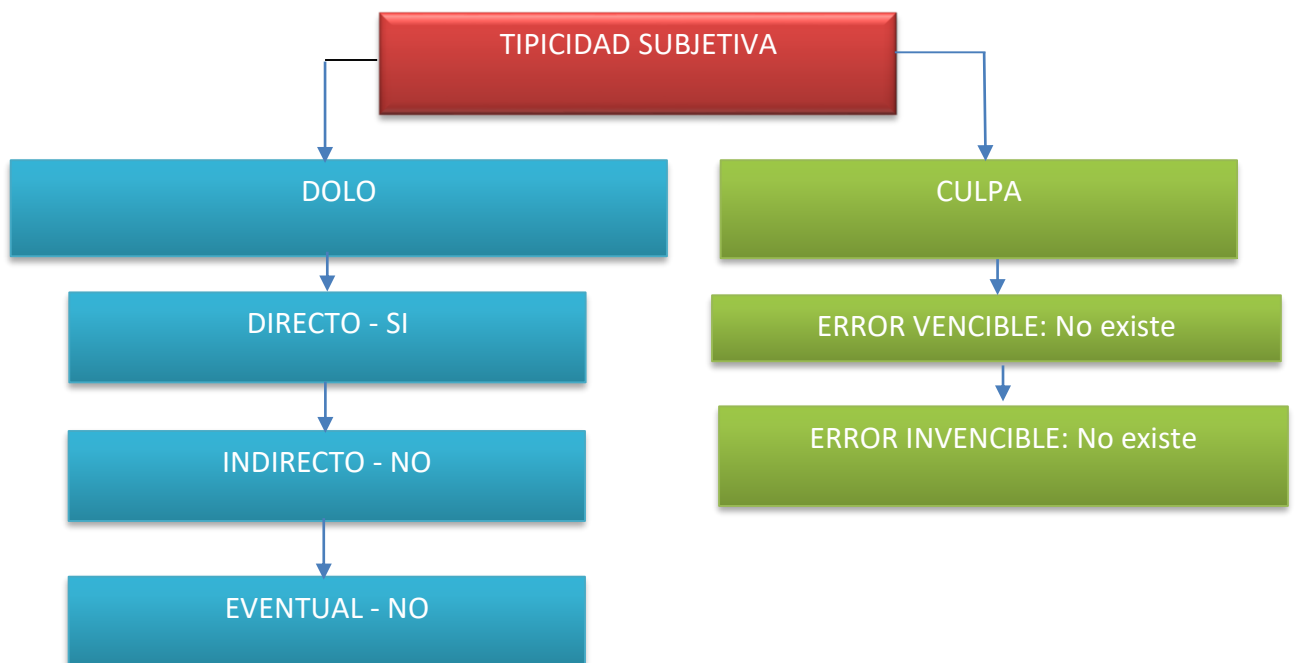 TIPICIDAD SUBJETIVA
DOLO
CULPA
DIRECTO - SI
ERROR VENCIBLE: No existe
INDIRECTO - NO
ERROR INVENCIBLE: No existe
EVENTUAL - NO